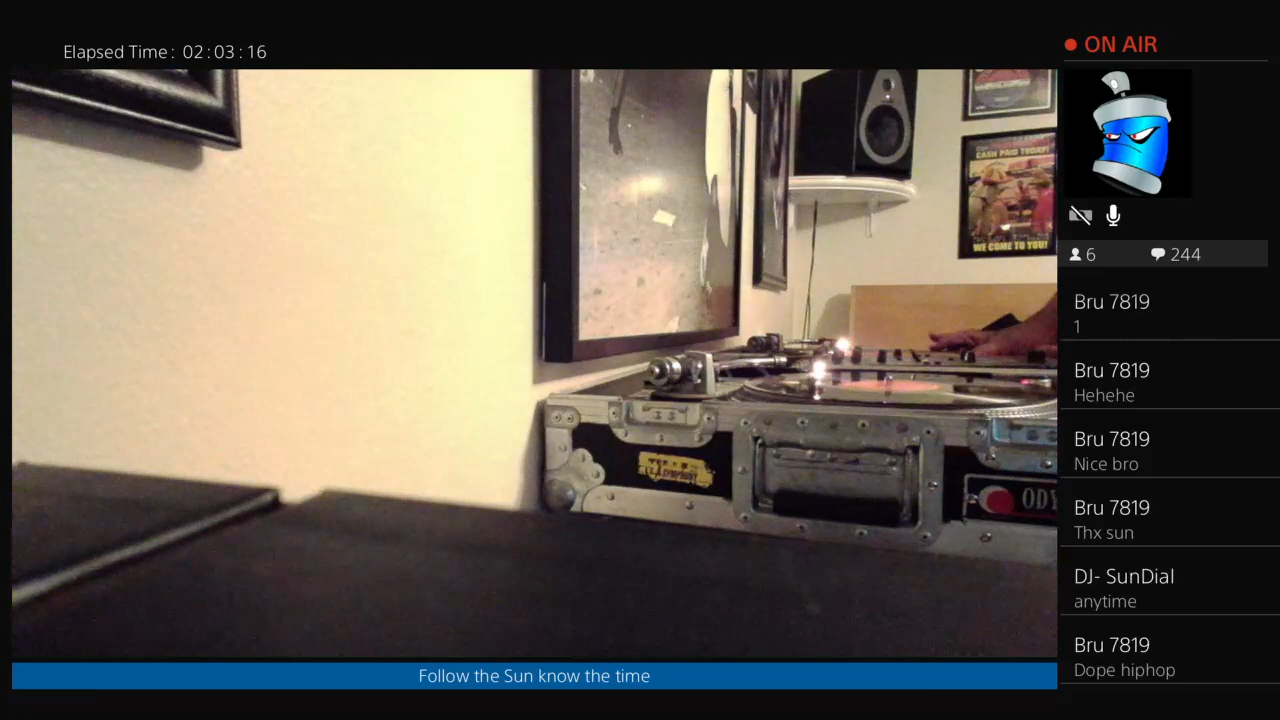 Elapsed Time: 02:03:16
ON AIR
6
244
Bru 7819
1
Bru 7819
Hehehe
Bru 7819
Nice bro
Bru 7819
Thx sun
DJ- SunDial
anytime
Bru 7819
Dope hiphop
CASH PAID TODAY!
WE COME TO YOU!
ODY
Follow the Sun know the time